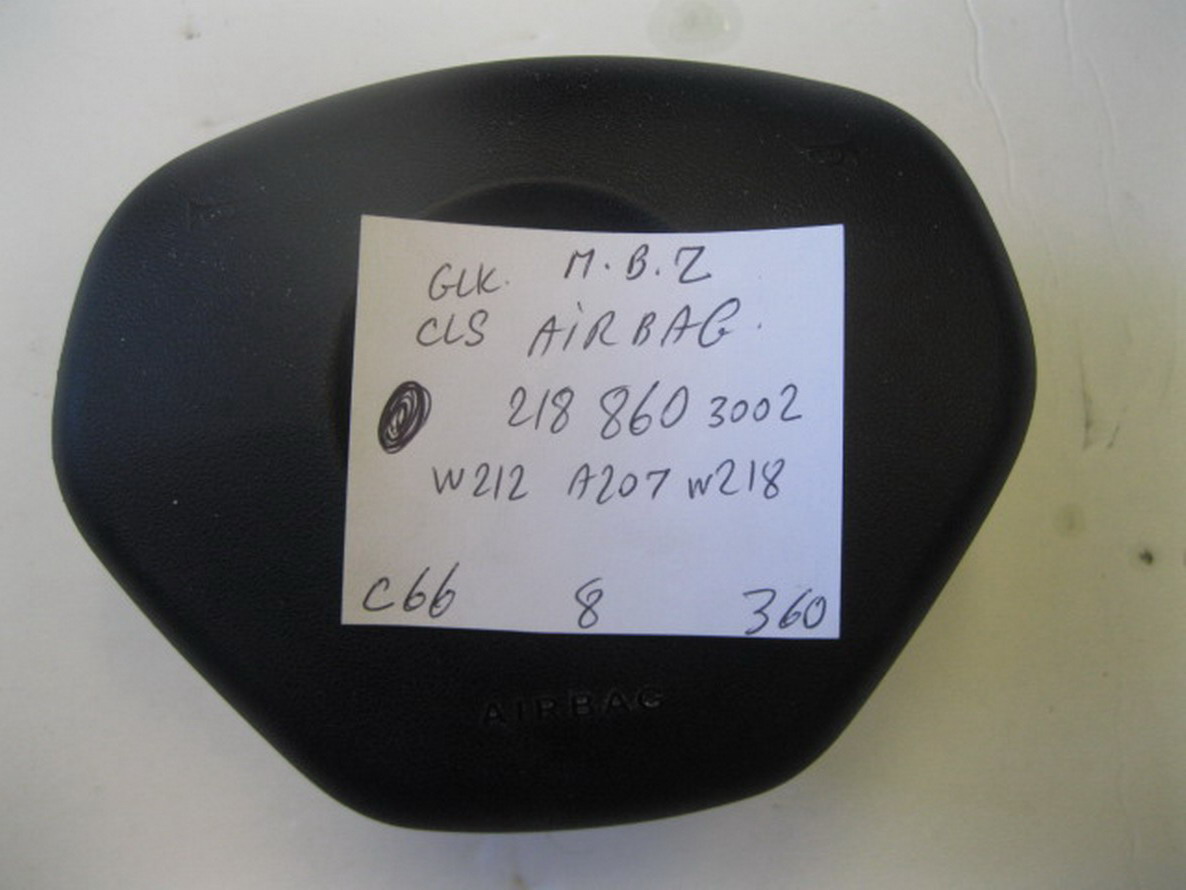 GLK. M.B.Z
CLS AiRBAG.
218 860 3002
W212 A207 W218
C66 8 360
AIRBAG